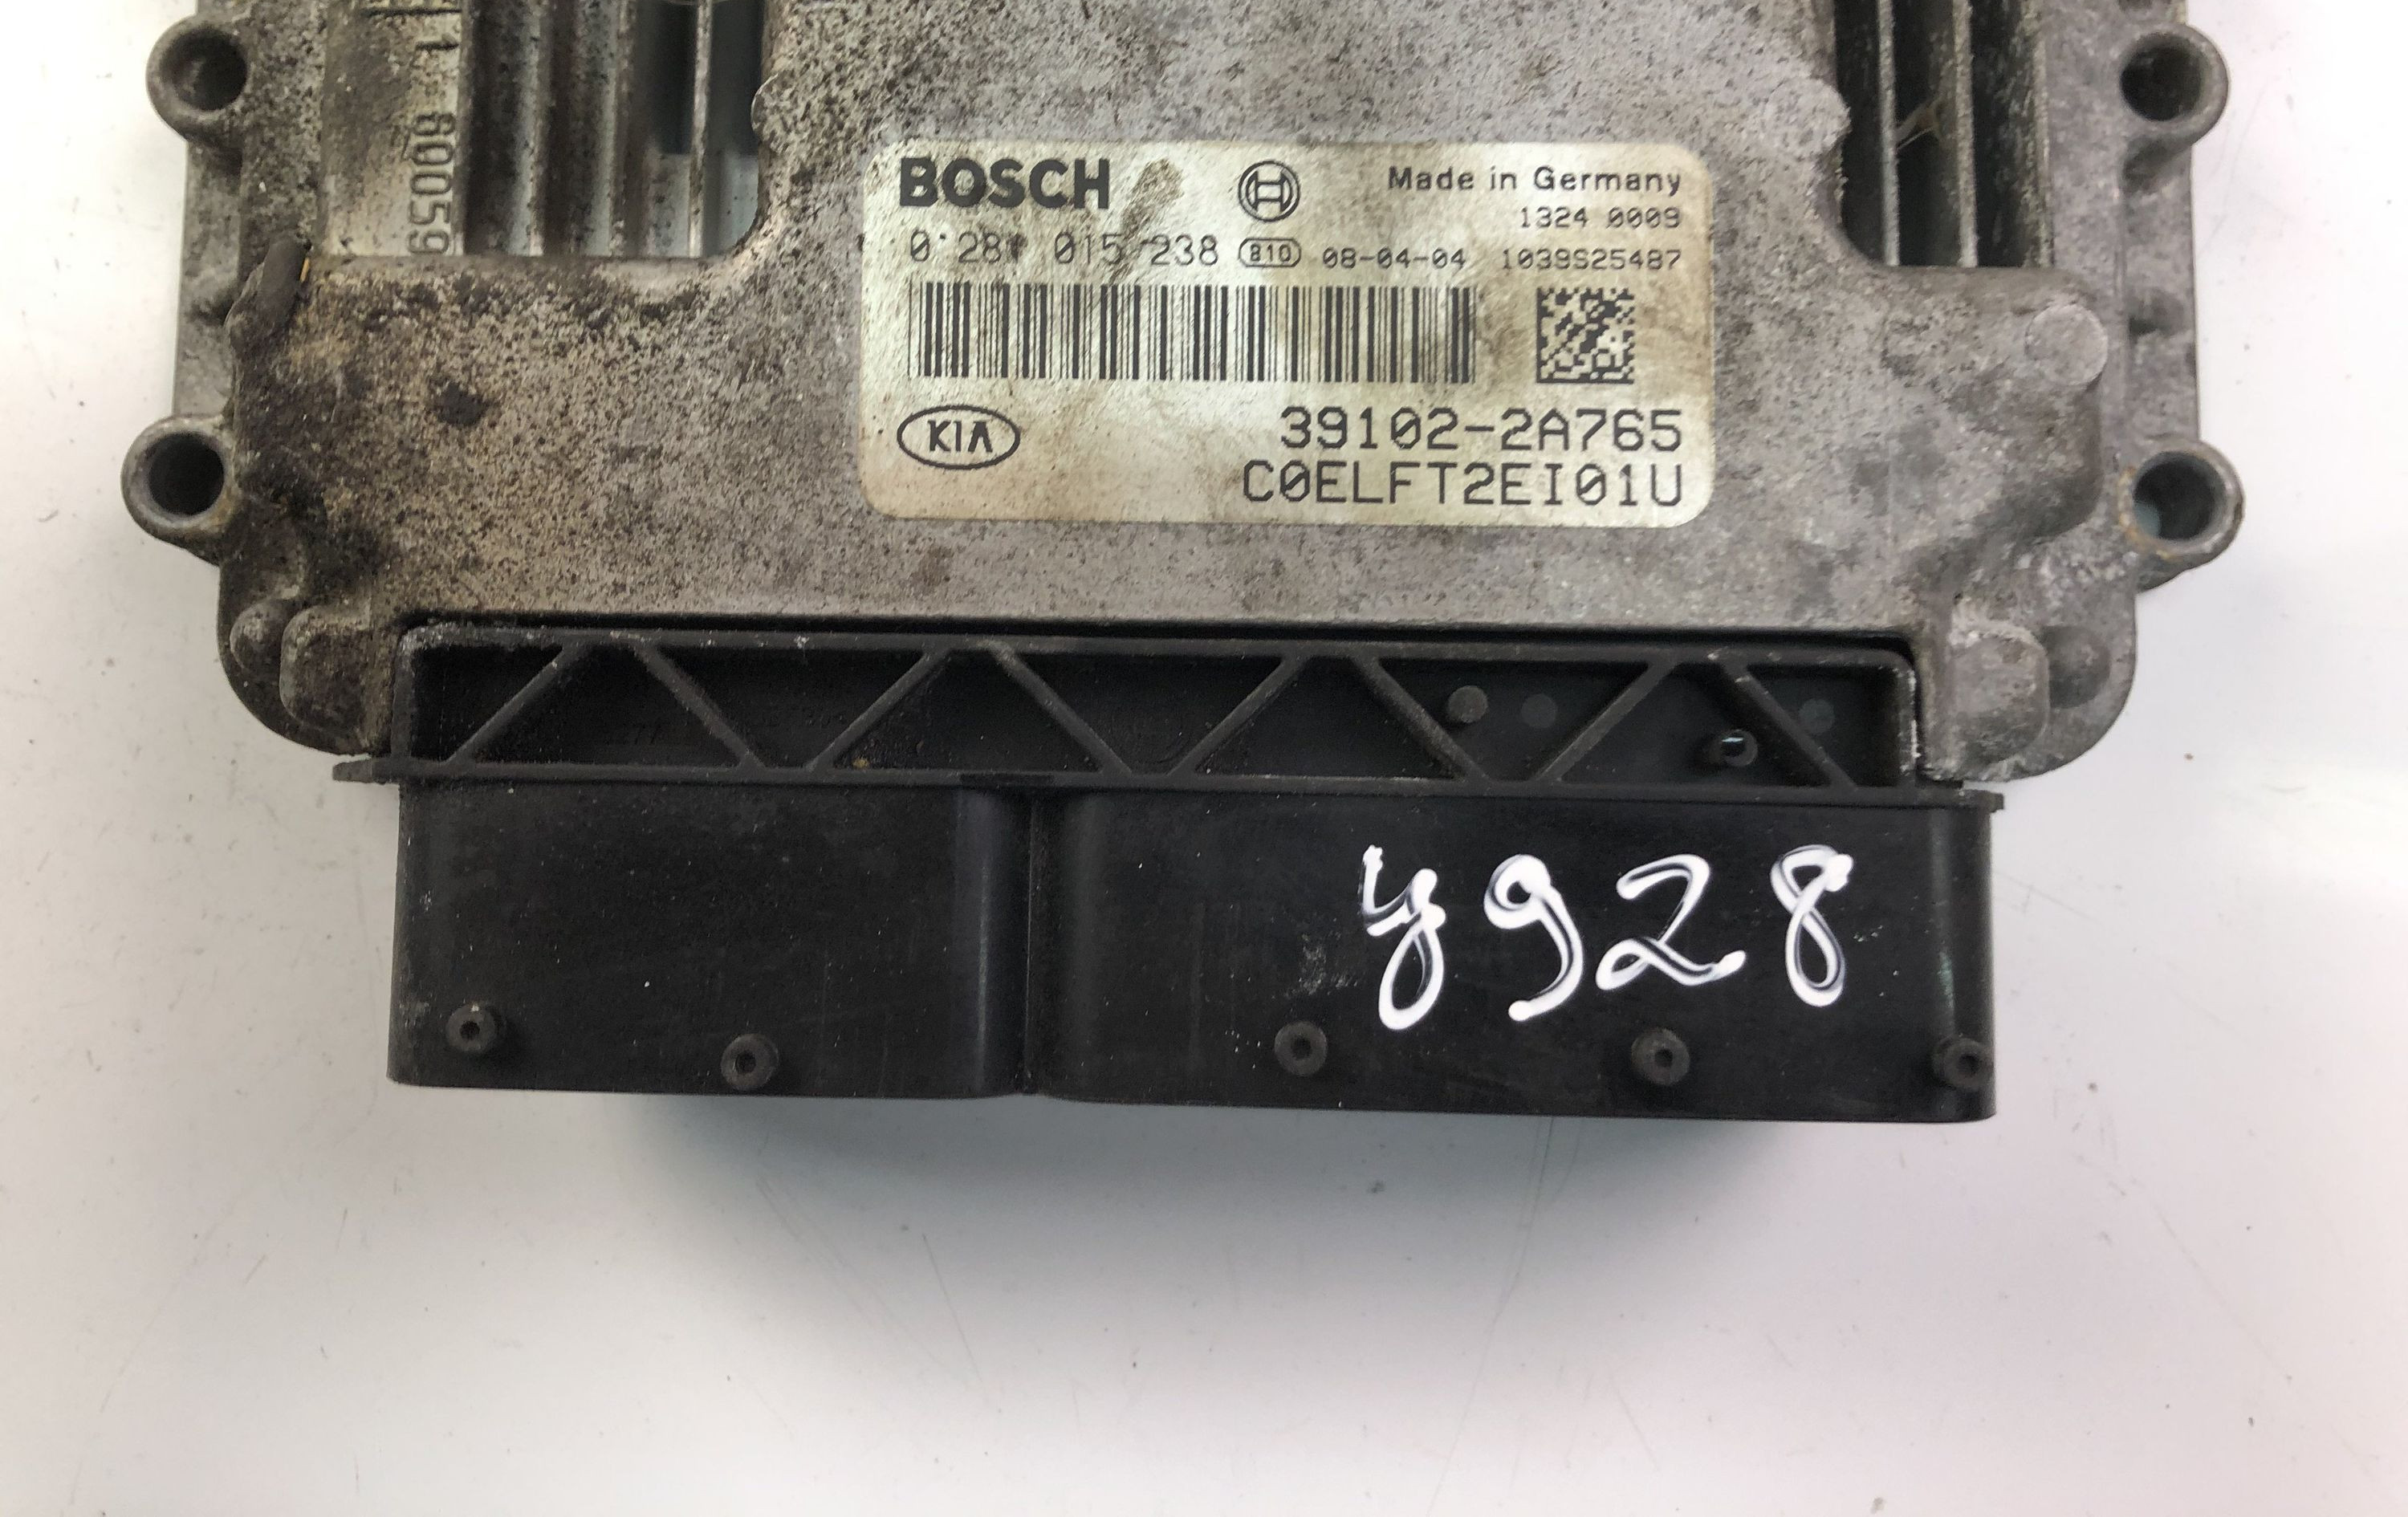 BOSCH
Made in Germany
1324 0009
0 281 015 238 B10 08-04-04 1039S25487
KIA
39102-2A765
C0ELFT2EI01U
y928